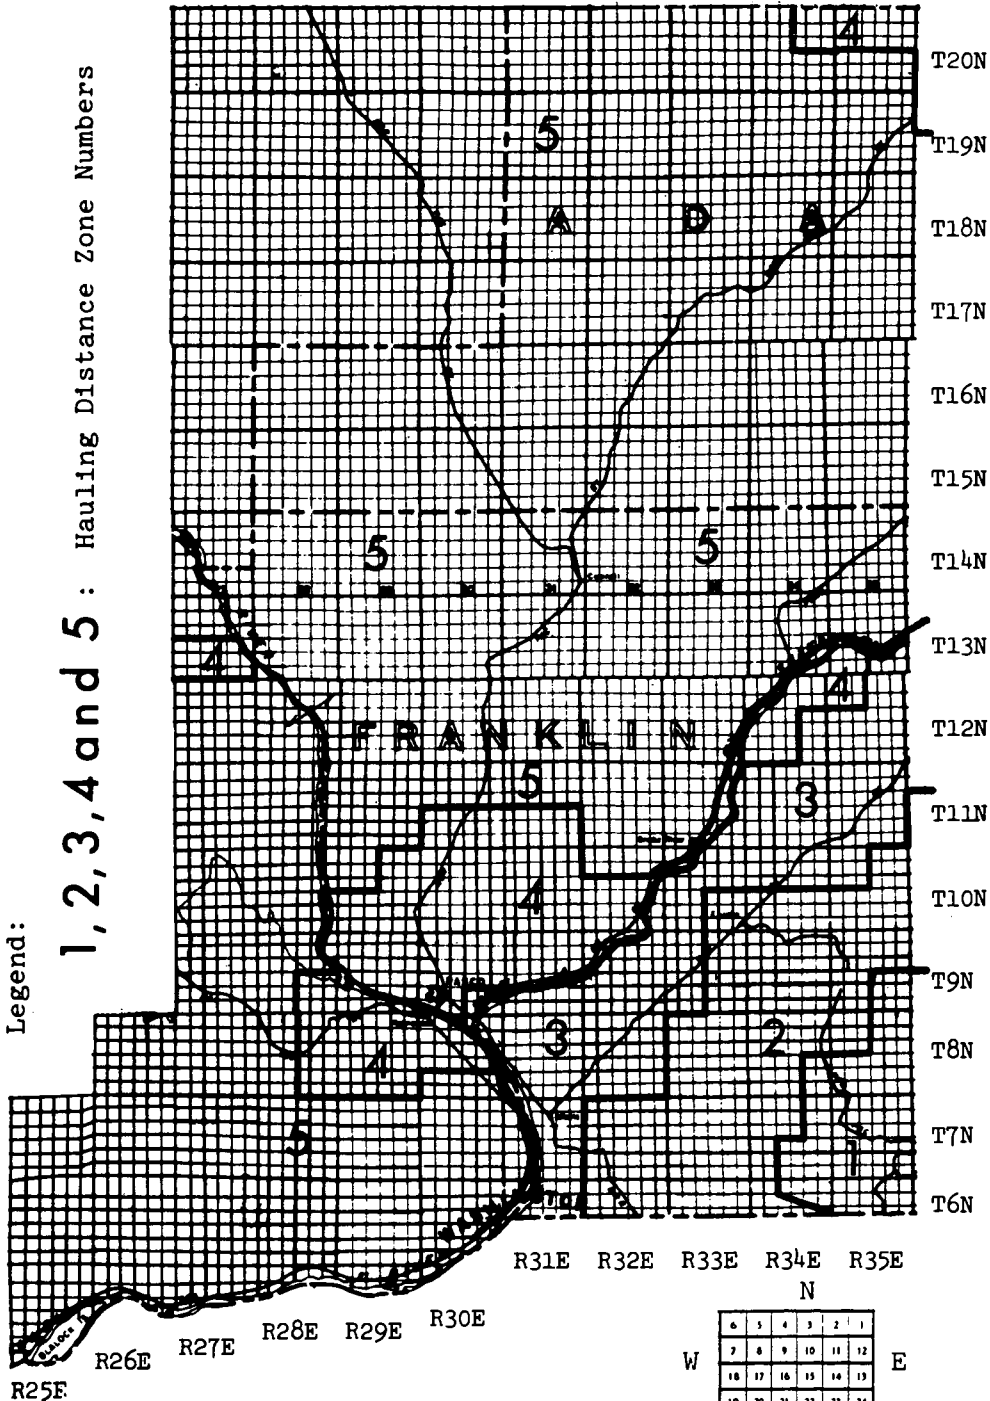 Legend:
1, 2, 3, 4 and 5 : Hauling Distance Zone Numbers
4
T20N
5
T19N
A D A
T18N
T17N
T16N
T15N
5
5
T14N
T13N
4
4
FRANKLIN
T12N
5
3
T11N
4
T10N
T9N
3
2
4
T8N
5
T7N
1
T6N
R31E R32E R33E R34E R35E
R30E
R28E R29E
R27E
BLALOCK
R26E
R25E
N
W
E
6 5 4 3 2 1
7 8 9 10 11 12
18 17 16 15 14 13